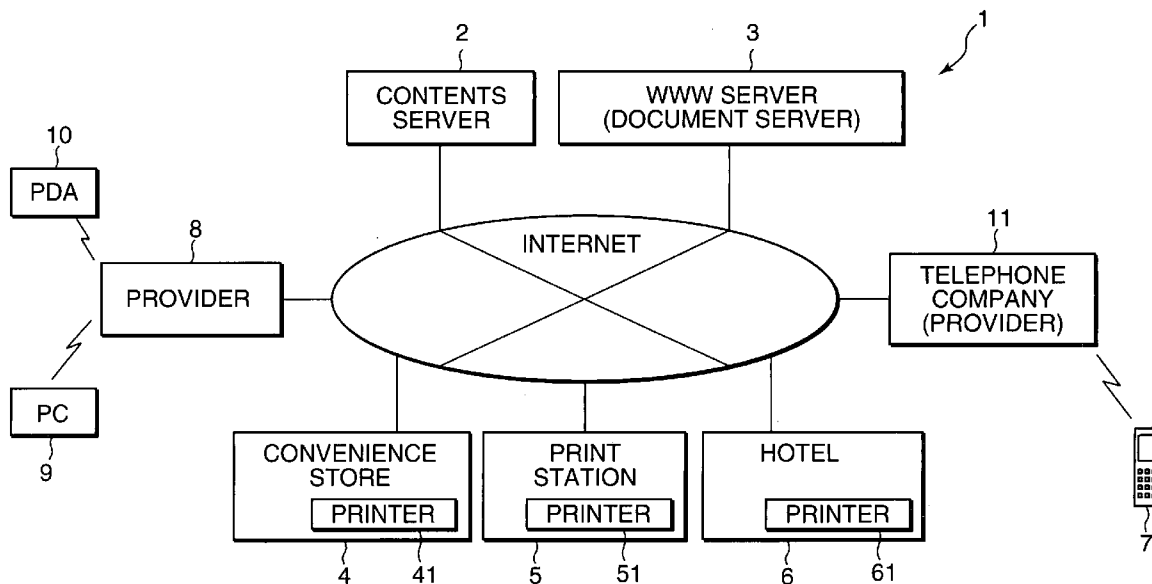 1
2
3
CONTENTS
SERVER
WWW SERVER
(DOCUMENT SERVER)
10
PDA
8
PROVIDER
INTERNET
11
TELEPHONE
COMPANY
(PROVIDER)
PC
9
CONVENIENCE
STORE
PRINTER
4
41
PRINT
STATION
PRINTER
5
51
HOTEL
PRINTER
6
61
7